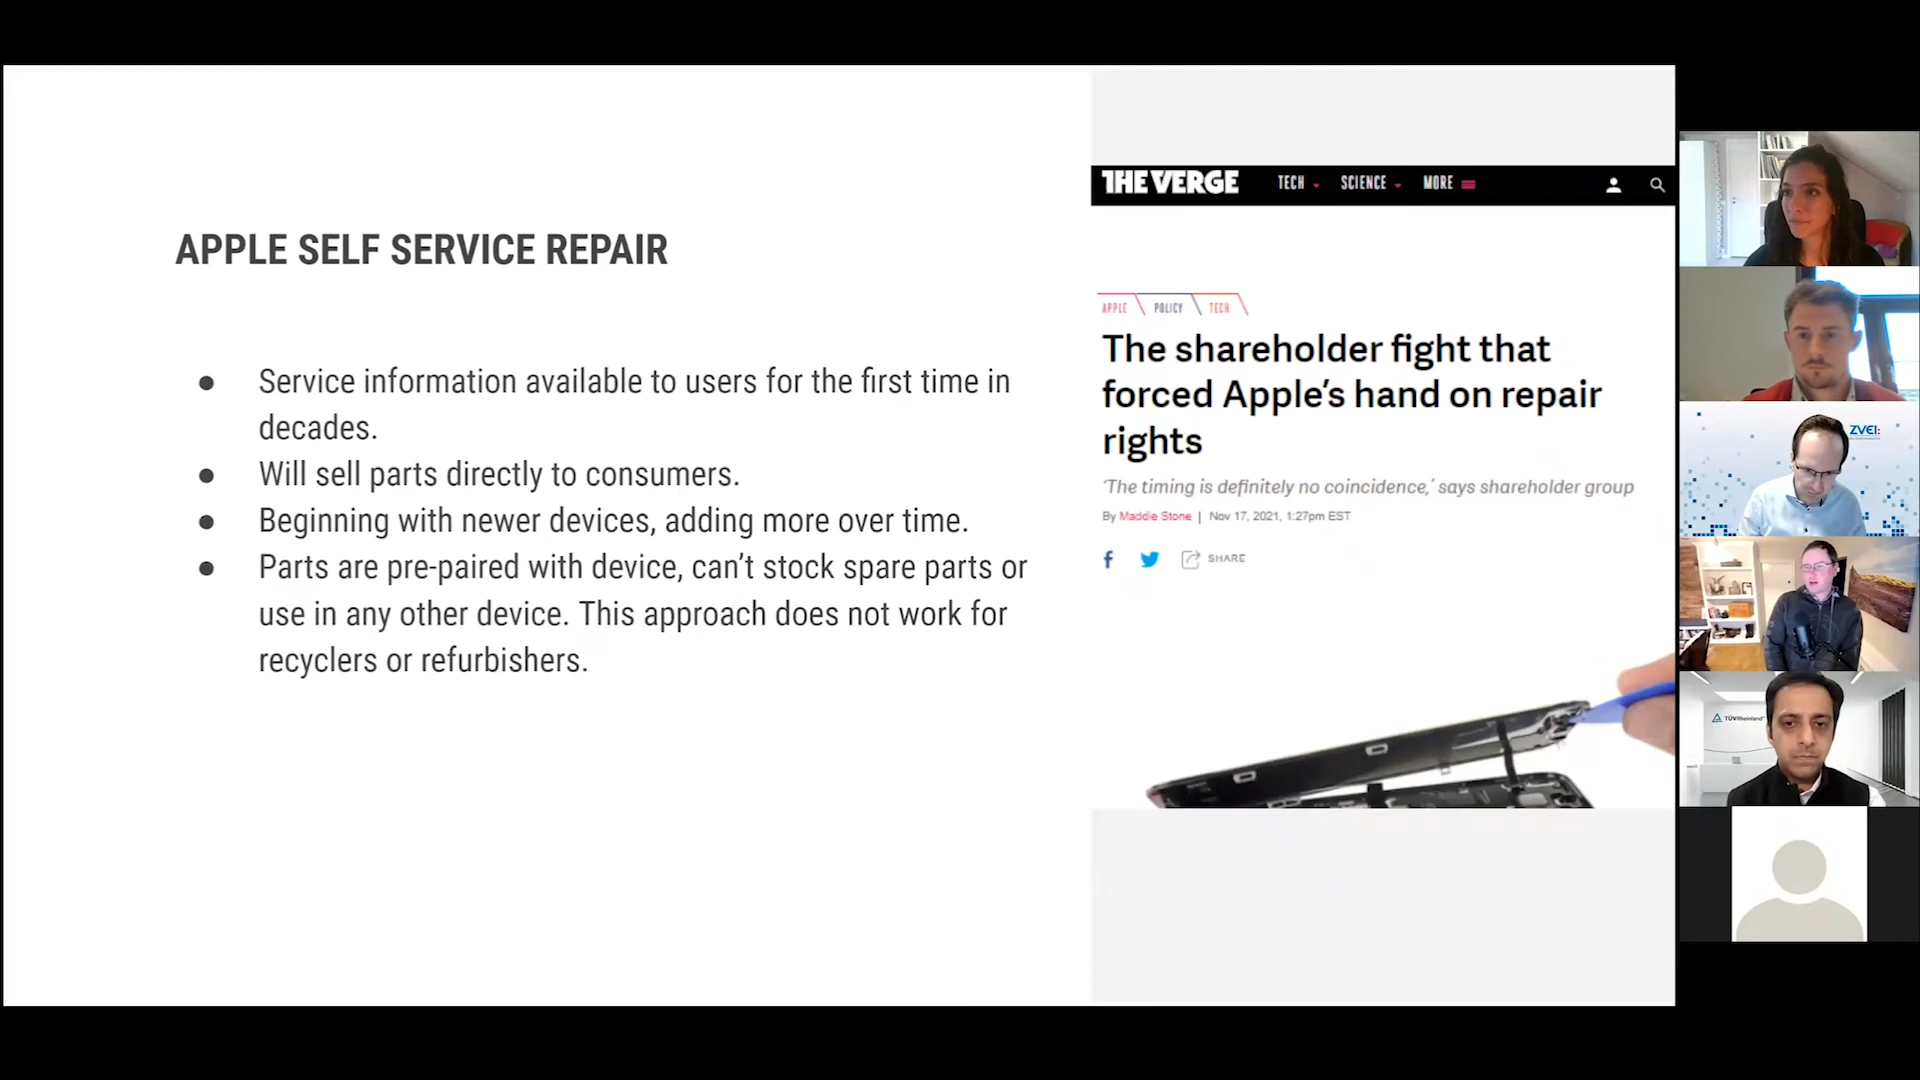 APPLE SELF SERVICE REPAIR
● Service information available to users for the first time in
decades.
● Will sell parts directly to consumers.
● Beginning with newer devices, adding more over time.
● Parts are pre-paired with device, can't stock spare parts or
use in any other device. This approach does not work for
recyclers or refurbishers.
THE VERGE TECH SCIENCE MORE
APPLE POLICY TECH
The shareholder fight that
forced Apple's hand on repair
rights
'The timing is definitely no coincidence,' says shareholder group
By Maddie Stone | Nov 17, 2021, 1:27pm EST
SHARE
ZVEI:
TÜVRheinland